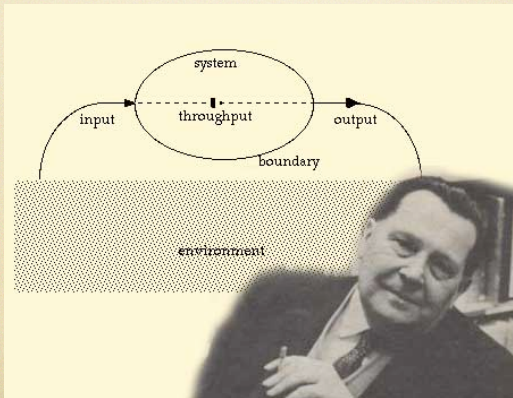 system
input
throughput
output
boundary
environment